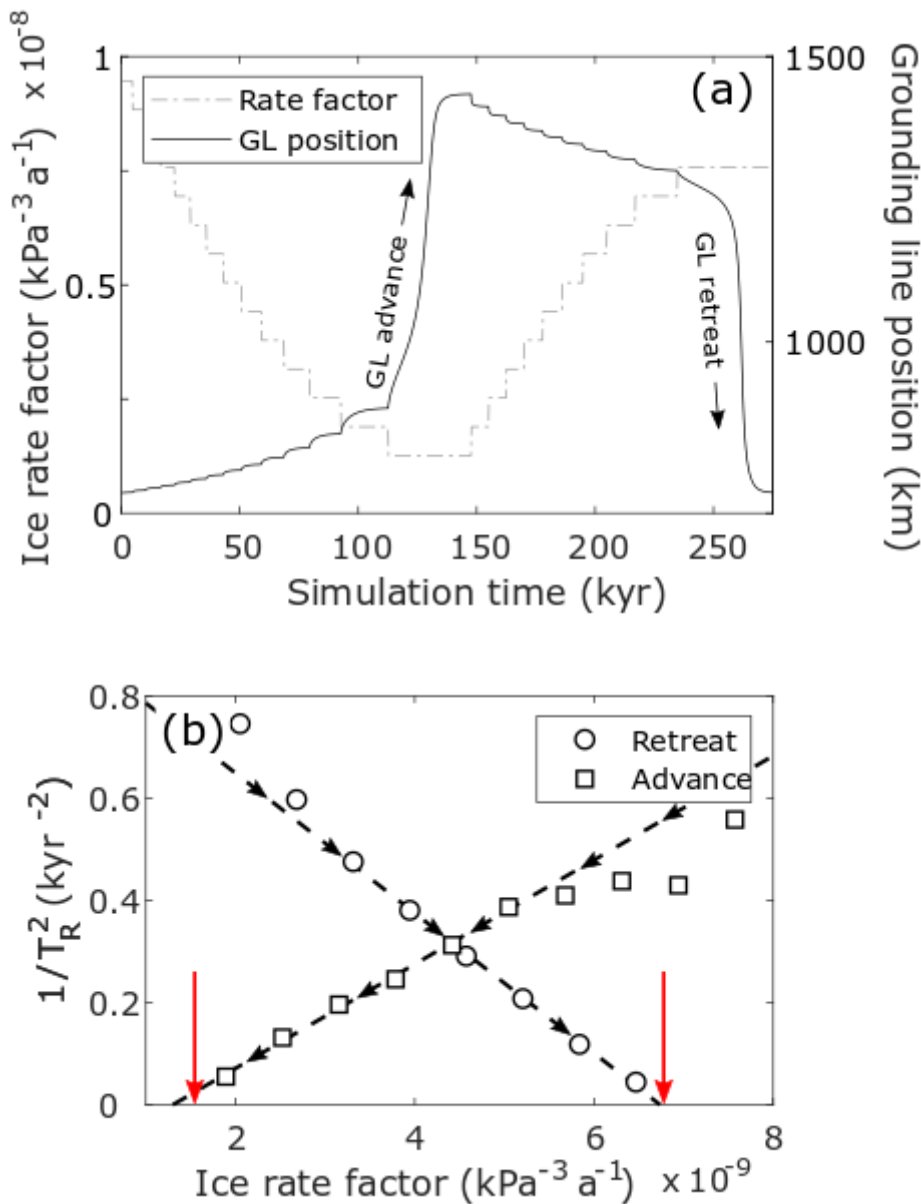 1
1500
(a)
Rate factor
GL position
Ice rate factor (kPa⁻³ a⁻¹) x 10⁻⁸
Grounding line position (km)
GL advance
GL retreat
0.5
1000
0
0 50 100 150 200 250
Simulation time (kyr)
0.8
(b)
Retreat
Advance
0.6
1/T_R² (kyr ⁻²)
0.4
0.2
0
2 4 6 8
Ice rate factor (kPa⁻³ a⁻¹) x 10⁻⁹